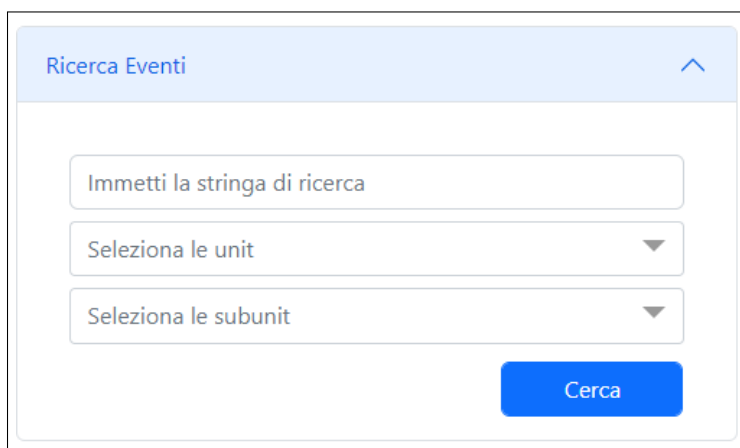 Ricerca Eventi
Immetti la stringa di ricerca
Seleziona le unit
Seleziona le subunit
Cerca